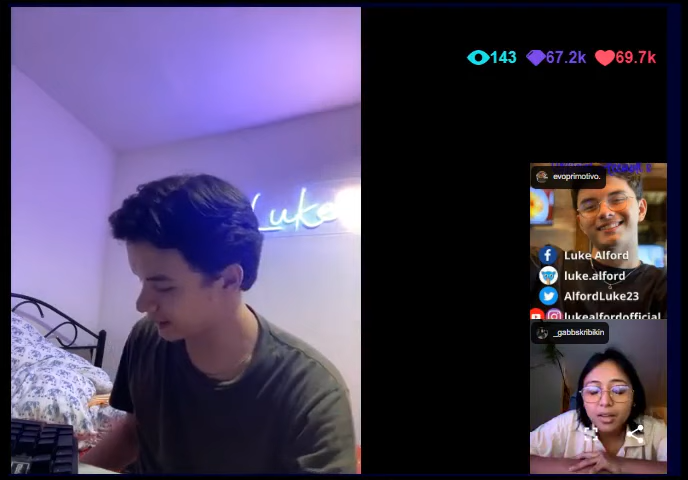 143 67.2k 69.7k
Luke
evoprimotivo.
Luke Alford
luke.alford
AlfordLuke23
lukealfordofficial
_gabbskribikin